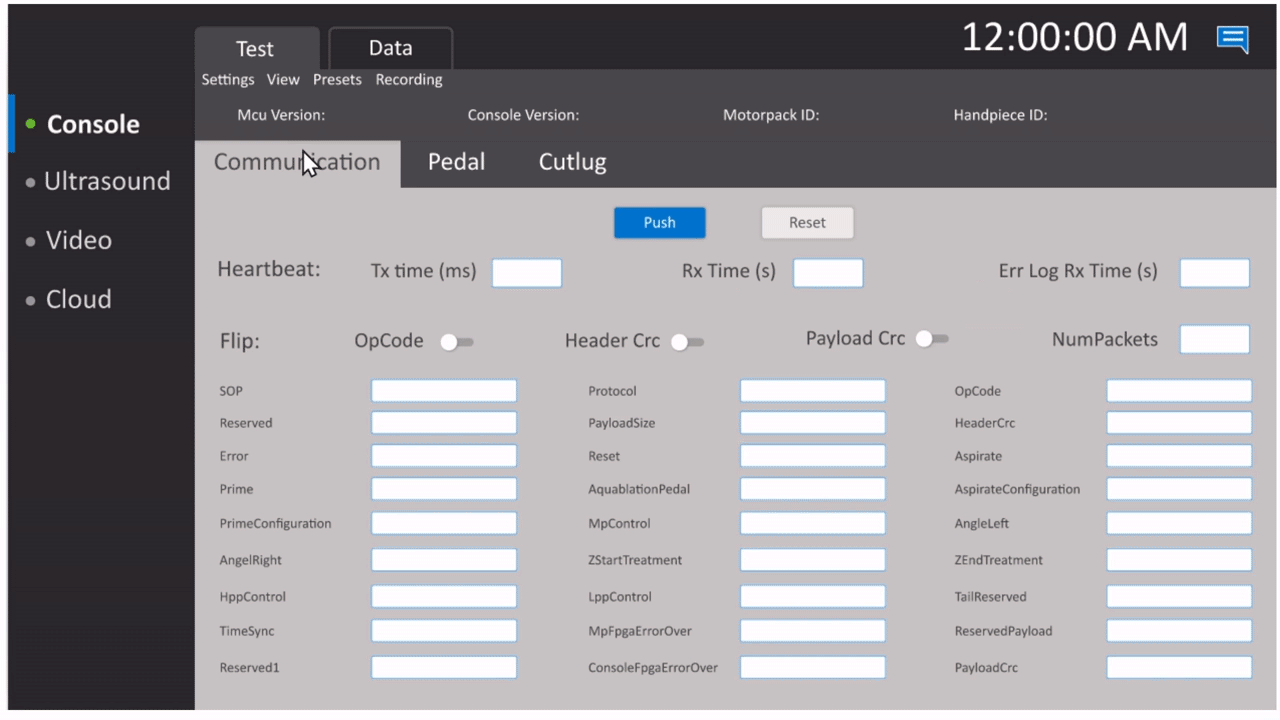 12:00:00 AM
Test Data
Settings View Presets Recording
Mcu Version: Console Version: Motorpack ID: Handpiece ID:
Console
Ultrasound
Video
Cloud
Communication Pedal Cutlug
Push Reset
Heartbeat: Tx time (ms) Rx Time (s) Err Log Rx Time (s)
Flip: OpCode Header Crc Payload Crc NumPackets
SOP Protocol OpCode
Reserved PayloadSize HeaderCrc
Error Reset Aspirate
Prime AquablationPedal AspirateConfiguration
PrimeConfiguration MpControl AngleLeft
AngelRight ZStartTreatment ZEndTreatment
HppControl LppControl TailReserved
TimeSync MpFpgaErrorOver ReservedPayload
Reserved1 ConsoleFpgaErrorOver PayloadCrc